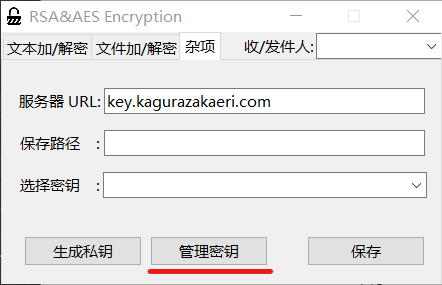 RSA&AES Encryption
文本加/解密 文件加/解密 杂项 收/发件人:
服务器 URL: key.kagurazakaeri.com
保存路径 :
选择密钥 :
生成私钥 管理密钥 保存